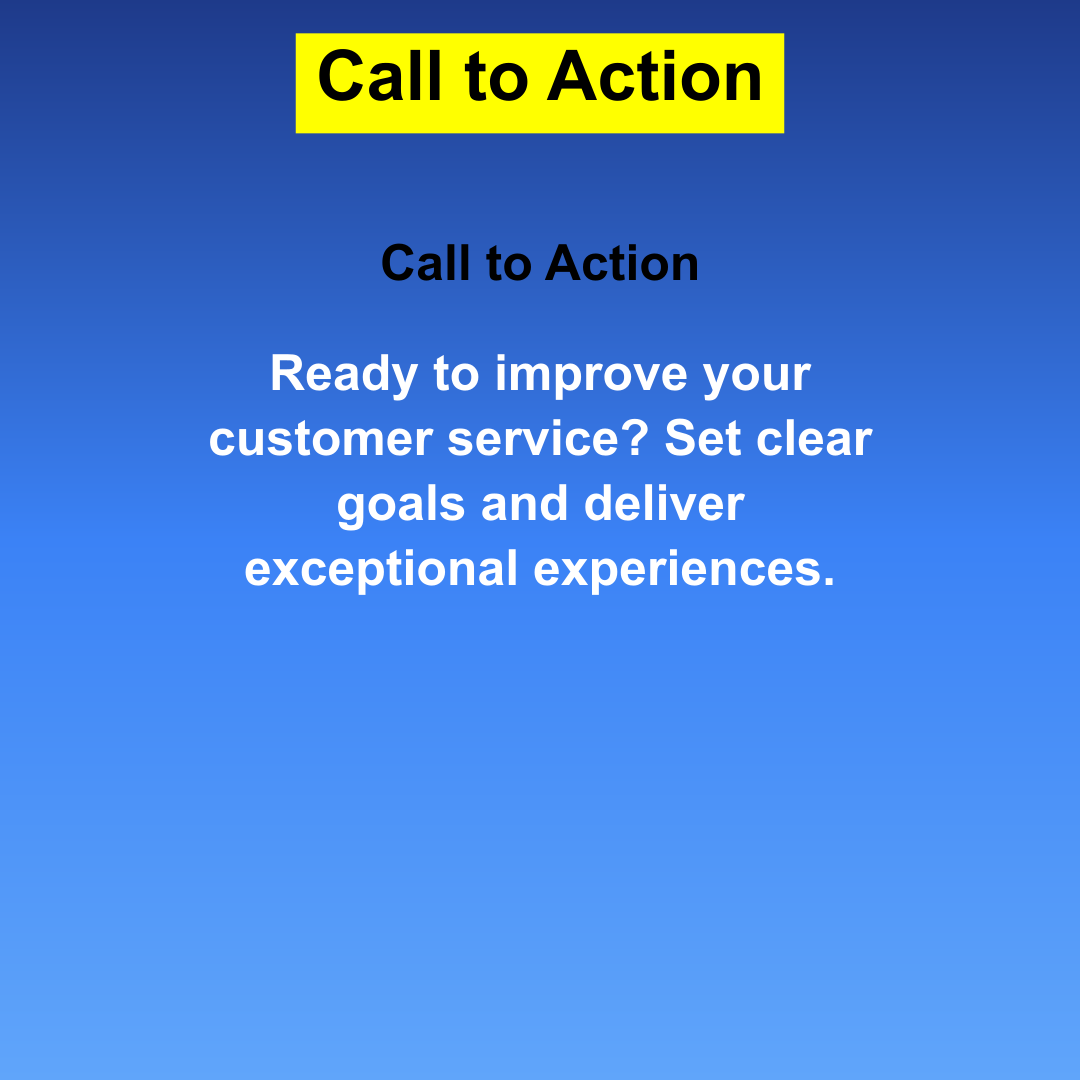 Call to Action
Call to Action
Ready to improve your
customer service? Set clear
goals and deliver
exceptional experiences.